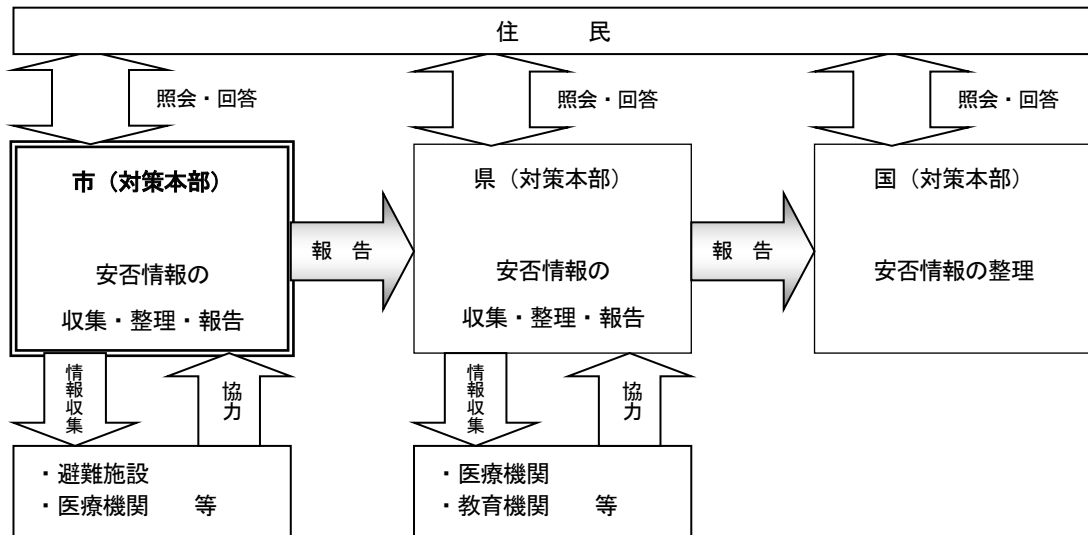 住　　民
照会・回答
照会・回答
照会・回答
市（対策本部）
安否情報の
収集・整理・報告
報　告
県（対策本部）
安否情報の
収集・整理・報告
報　告
国（対策本部）
安否情報の整理
情報収集
協力
情報収集
協力
・避難施設
・医療機関　　等
・医療機関
・教育機関　　等